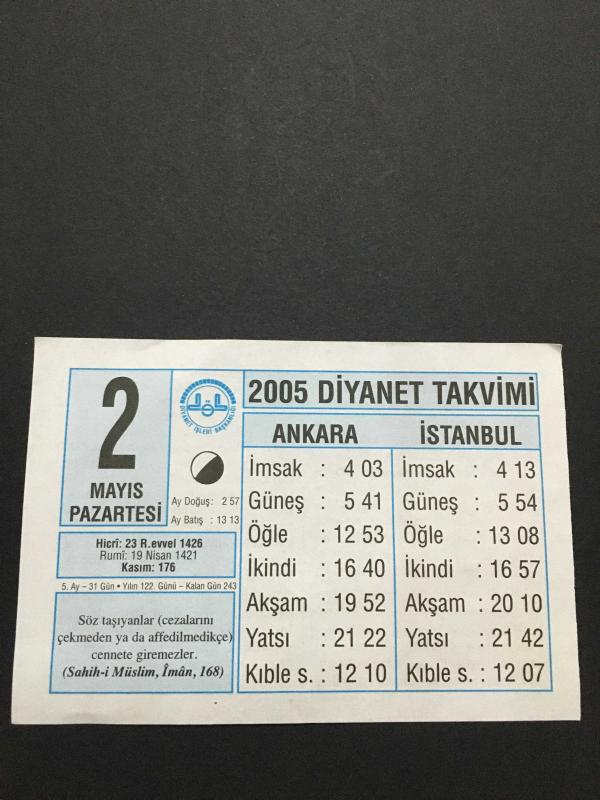 2
MAYIS
PAZARTESİ
DİYANET İŞLERİ BAŞKANLIĞI
Ay Doğuş: 2 57
Ay Batış : 13 13
Hicrî: 23 R.evvel 1426
Rumî: 19 Nisan 1421
Kasım: 176
5. Ay – 31 Gün • Yılın 122. Günü – Kalan Gün 243
Söz taşıyanlar (cezalarını
çekmeden ya da affedilmedikçe)
cennete giremezler.
(Sahih-i Müslim, Îmân, 168)
2005 DİYANET TAKVİMİ
ANKARA
İmsak : 4 03
Güneş : 5 41
Öğle : 12 53
İkindi : 16 40
Akşam : 19 52
Yatsı : 21 22
Kıble s. : 12 10
İSTANBUL
İmsak : 4 13
Güneş : 5 54
Öğle : 13 08
İkindi : 16 57
Akşam : 20 10
Yatsı : 21 42
Kıble s. : 12 07